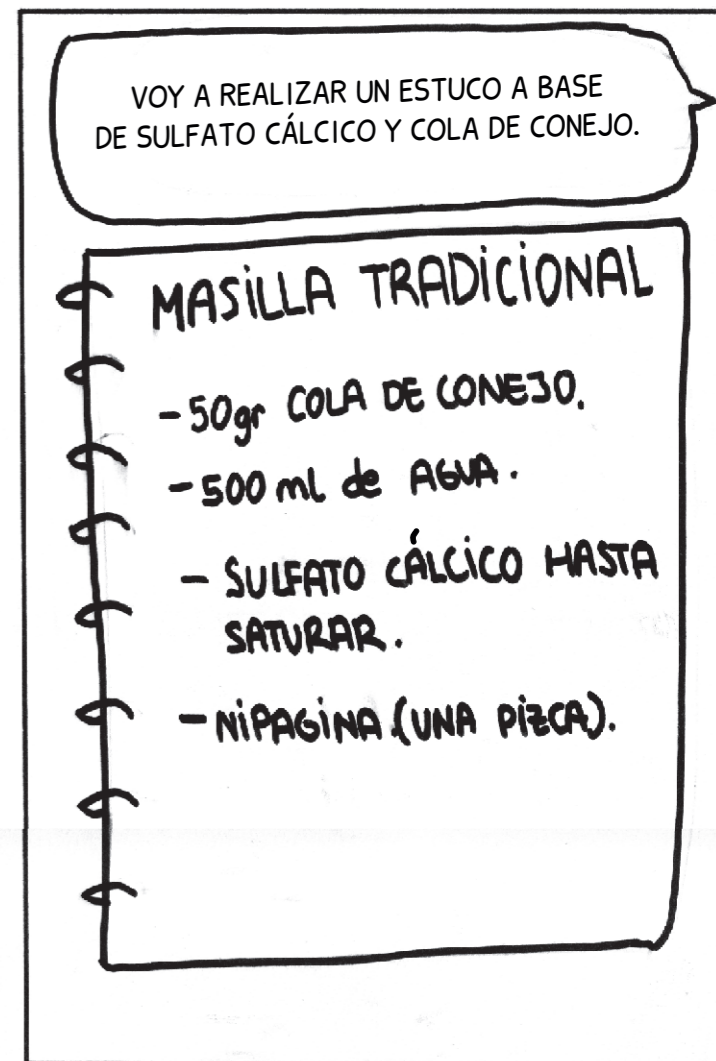 VOY A REALIZAR UN ESTUCO A BASE
DE SULFATO CÁLCICO Y COLA DE CONEJO.
MASILLA TRADICIONAL
-50gr COLA DE CONEJO.
-500 ml de AGUA.
- SULFATO CÁLCICO HASTA
SATURAR.
- NIPAGINA.(UNA PIZCA).